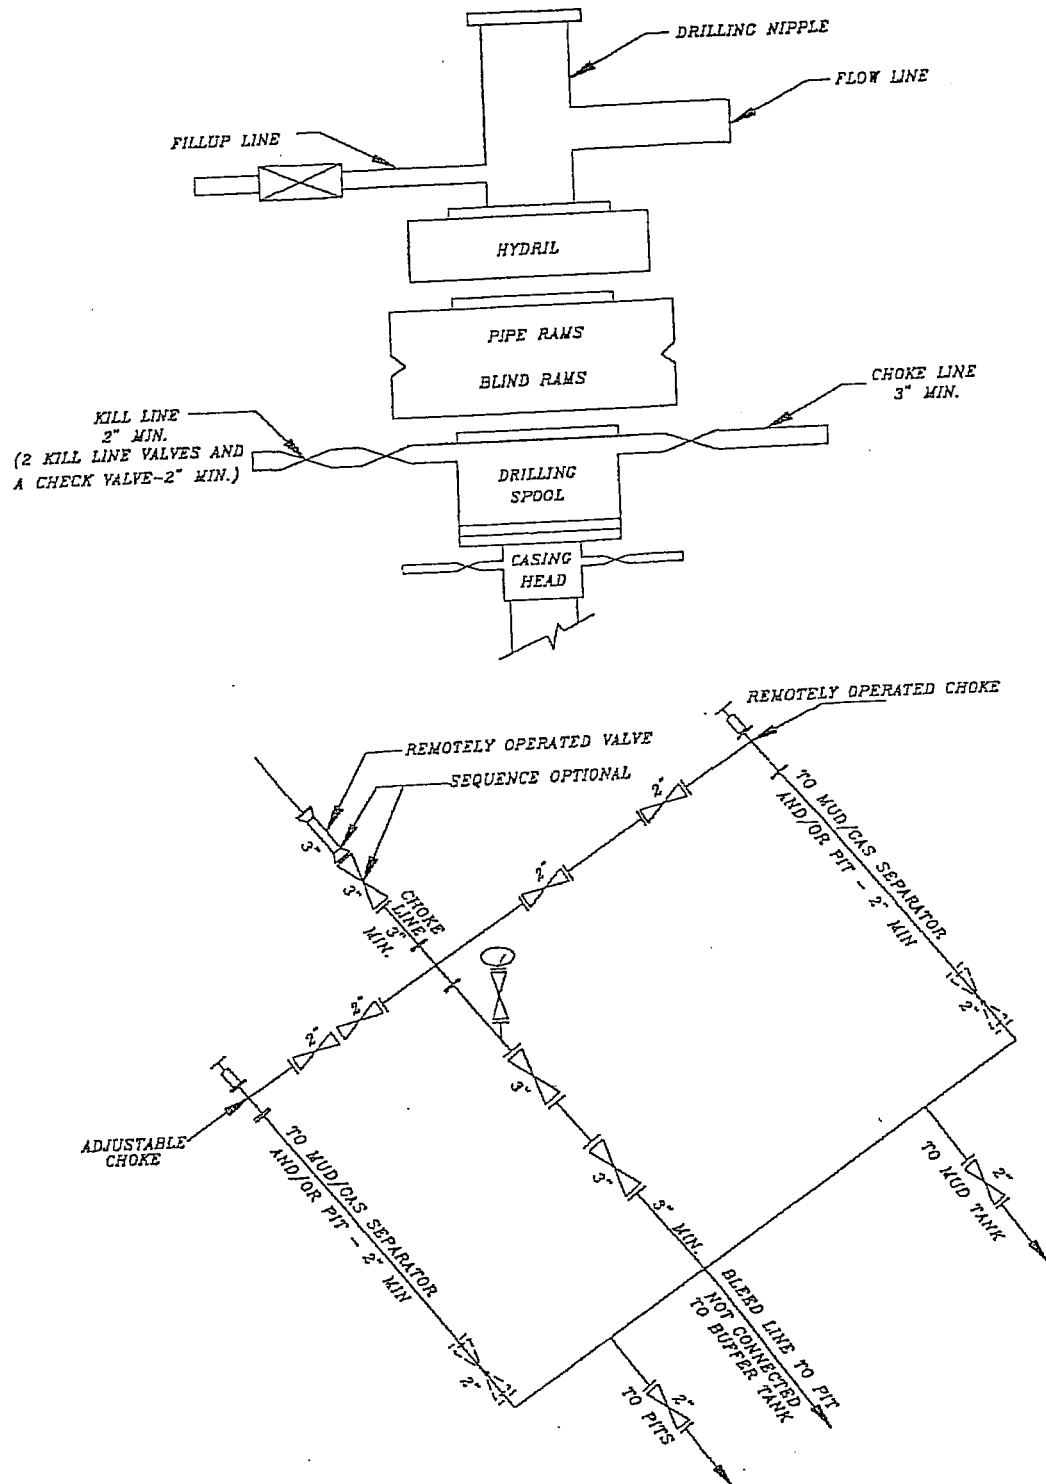 DRILLING NIPPLE
FLOW LINE
FILLUP LINE
HYDRIL
PIPE RAMS
BLIND RAMS
CHOKE LINE
3" MIN.
KILL LINE
2" MIN.
(2 KILL LINE VALVES AND
A CHECK VALVE-2" MIN.)
DRILLING
SPOOL
CASING
HEAD
REMOTELY OPERATED CHOKE
REMOTELY OPERATED VALVE
SEQUENCE OPTIONAL
3"
3"
CHOKE
LINE
3"
MIN.
2"
2"
TO MUD/GAS SEPARATOR
AND/OR PIT - 2" MIN
2"
2"
2"
3"
3"
3" MIN.
ADJUSTABLE
CHOKE
TO MUD/GAS SEPARATOR
AND/OR PIT - 2" MIN
2"
2"
TO MUD TANK
BLEED LINE TO PIT
NOT CONNECTED
TO BUFFER TANK
2"
TO PITS